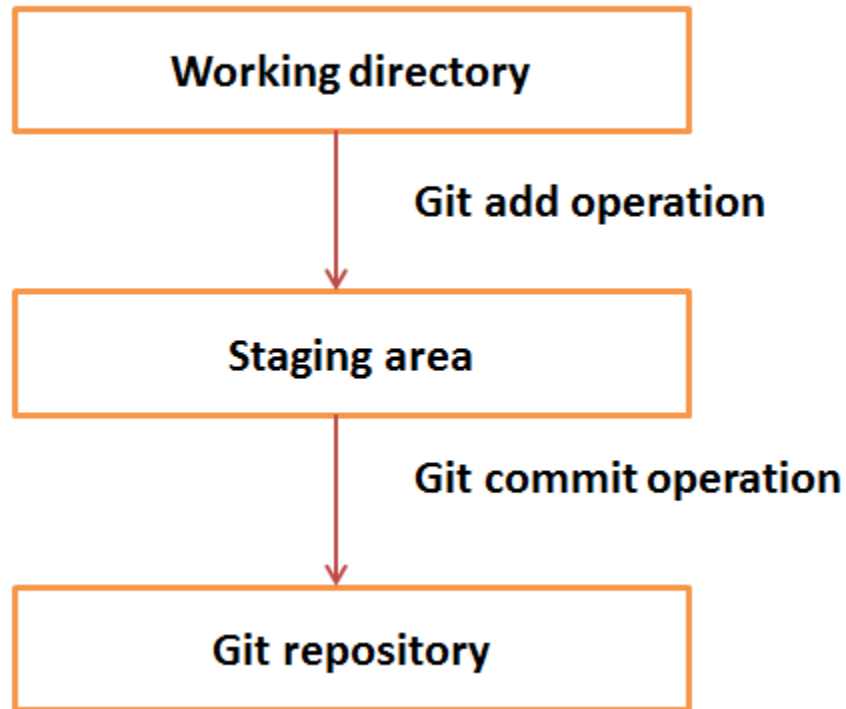 Working directory
Git add operation
Staging area
Git commit operation
Git repository